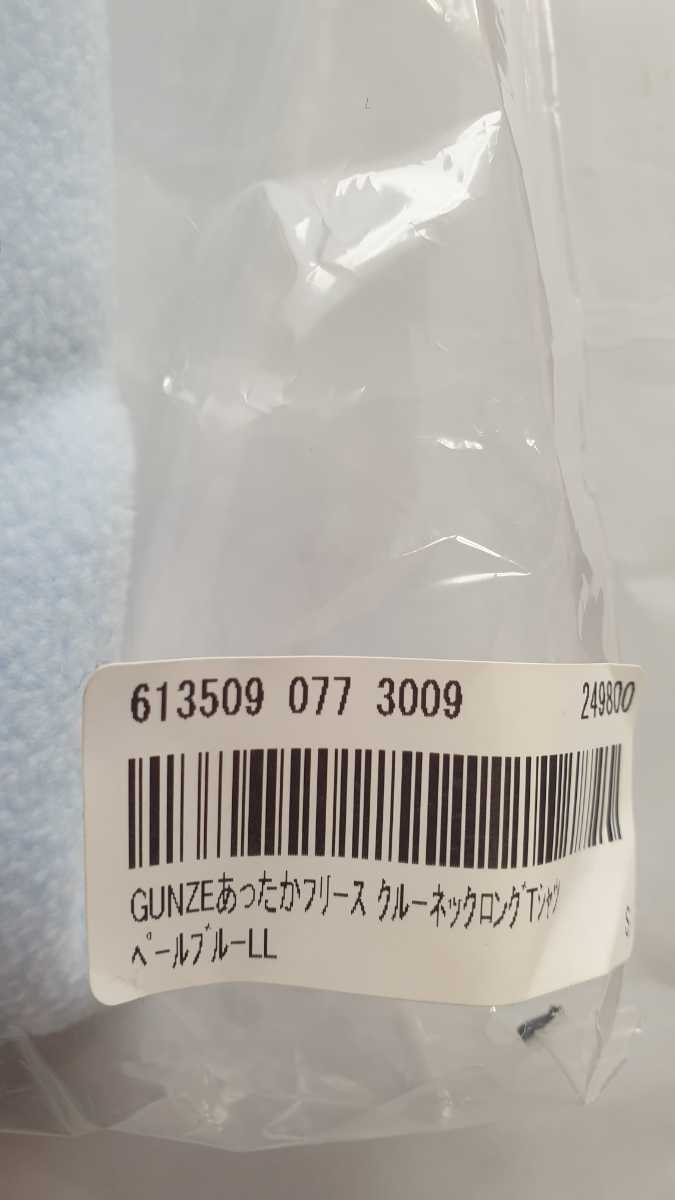 613509 077 3009 249800
GUNZEあったかフリース クルーネックロングTシャツ
S
ペールブルーLL